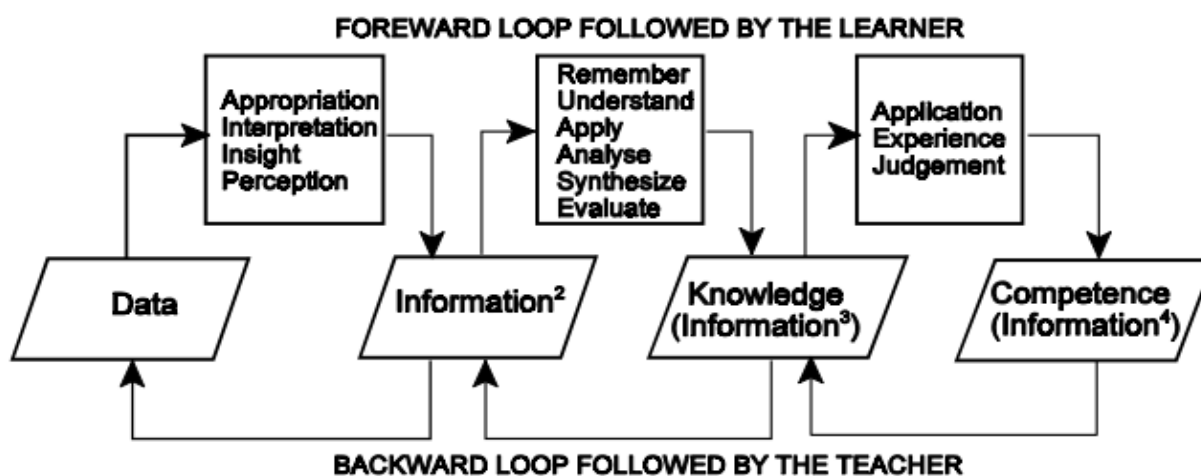 FOREWARD LOOP FOLLOWED BY THE LEARNER
Appropriation
Interpretation
Insight
Perception
Remember
Understand
Apply
Analyse
Synthesize
Evaluate
Application
Experience
Judgement
Data
Information²
Knowledge
(Information³)
Competence
(Information⁴)
BACKWARD LOOP FOLLOWED BY THE TEACHER